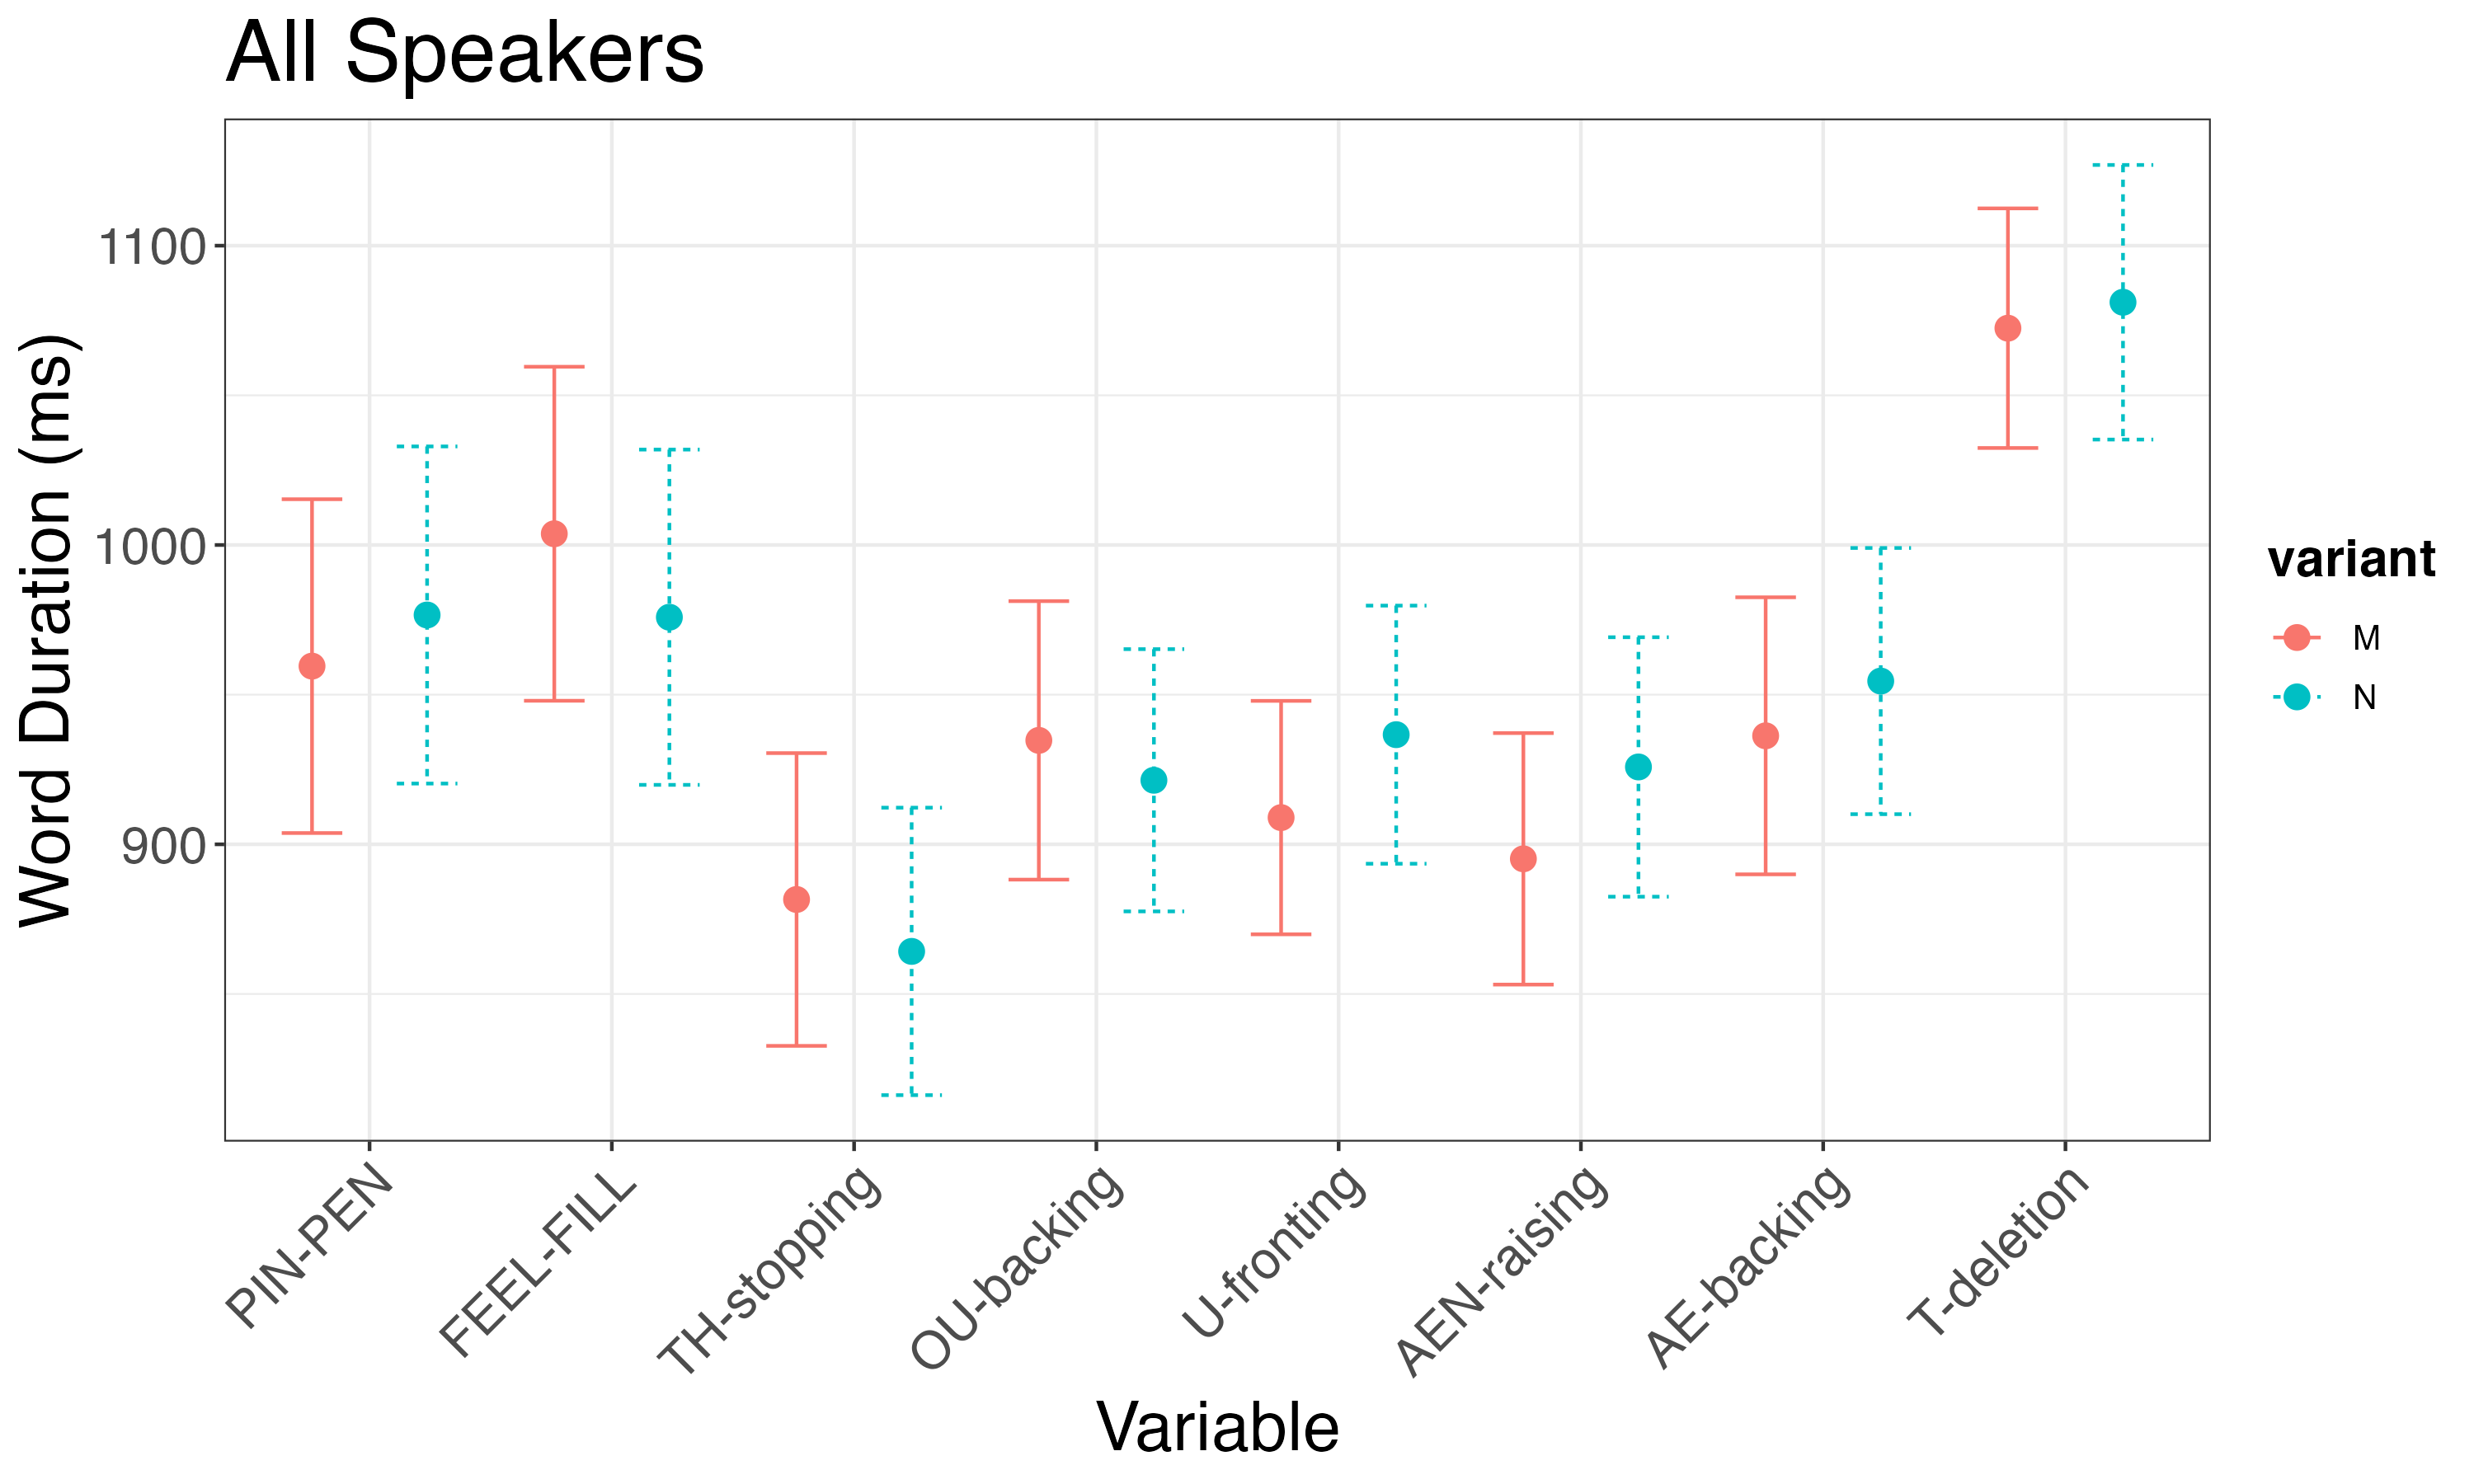 All Speakers
Word Duration (ms)
1100
1000
900
PIN-PEN
FEEL-FILL
TH-stopping
OU-backing
U-fronting
AEN-raising
AE-backing
T-deletion
Variable
variant
M
N